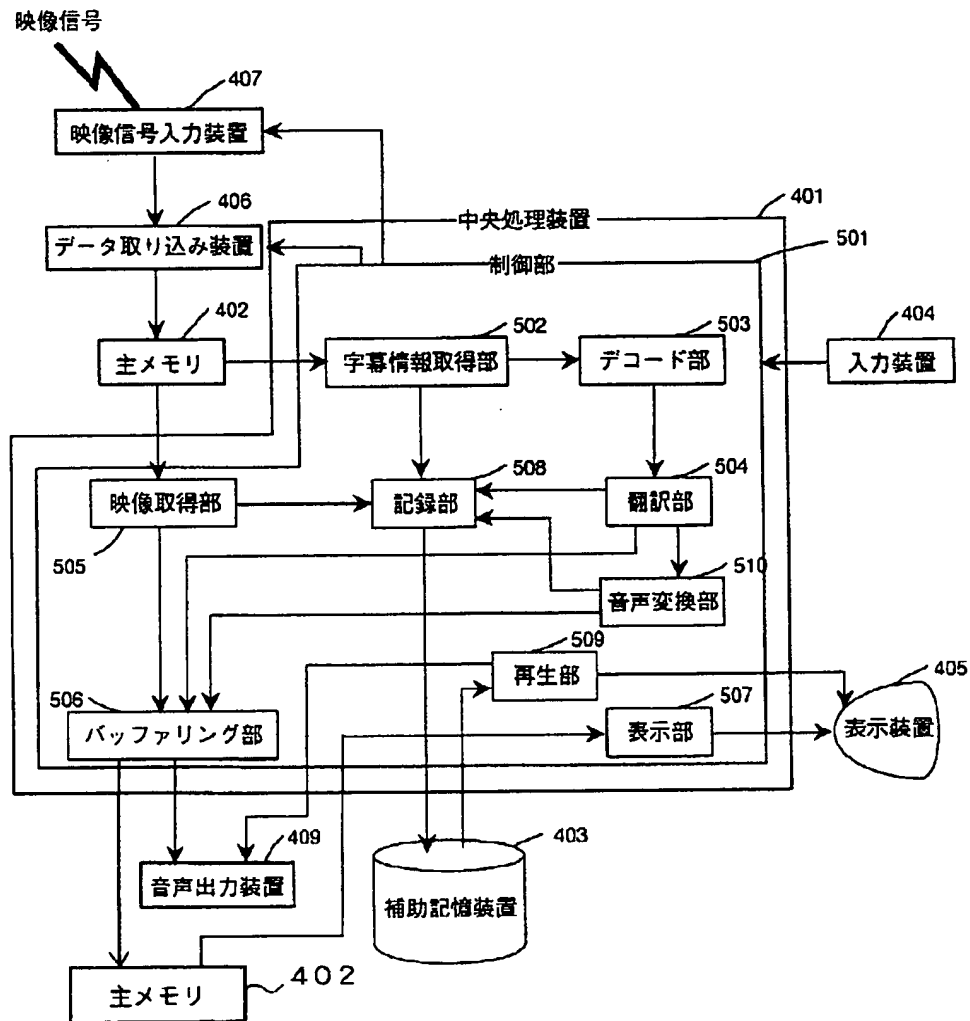 映像信号
407
映像信号入力装置
406
データ取り込み装置
中央処理装置
401
制御部
501
402
主メモリ
502
字幕情報取得部
503
デコード部
404
入力装置
映像取得部
505
508
記録部
504
翻訳部
510
音声変換部
509
再生部
506
バッファリング部
507
表示部
405
表示装置
409
音声出力装置
403
補助記憶装置
主メモリ
402